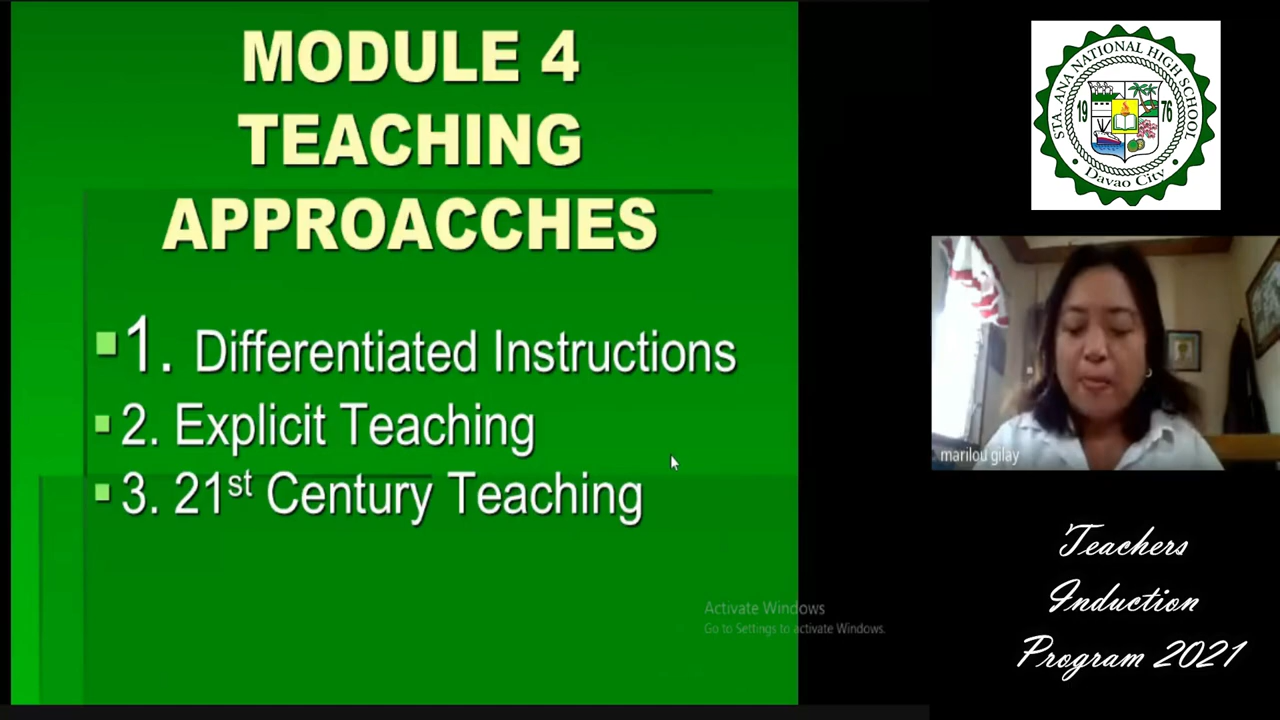 MODULE 4
TEACHING
APPROACCHES
1. Differentiated Instructions
2. Explicit Teaching
3. 21st Century Teaching
Activate Windows
Go to Settings to activate Windows.
STA. ANA NATIONAL HIGH SCHOOL
19 76
Davao City
marilou gilay
Teachers
Induction
Program 2021